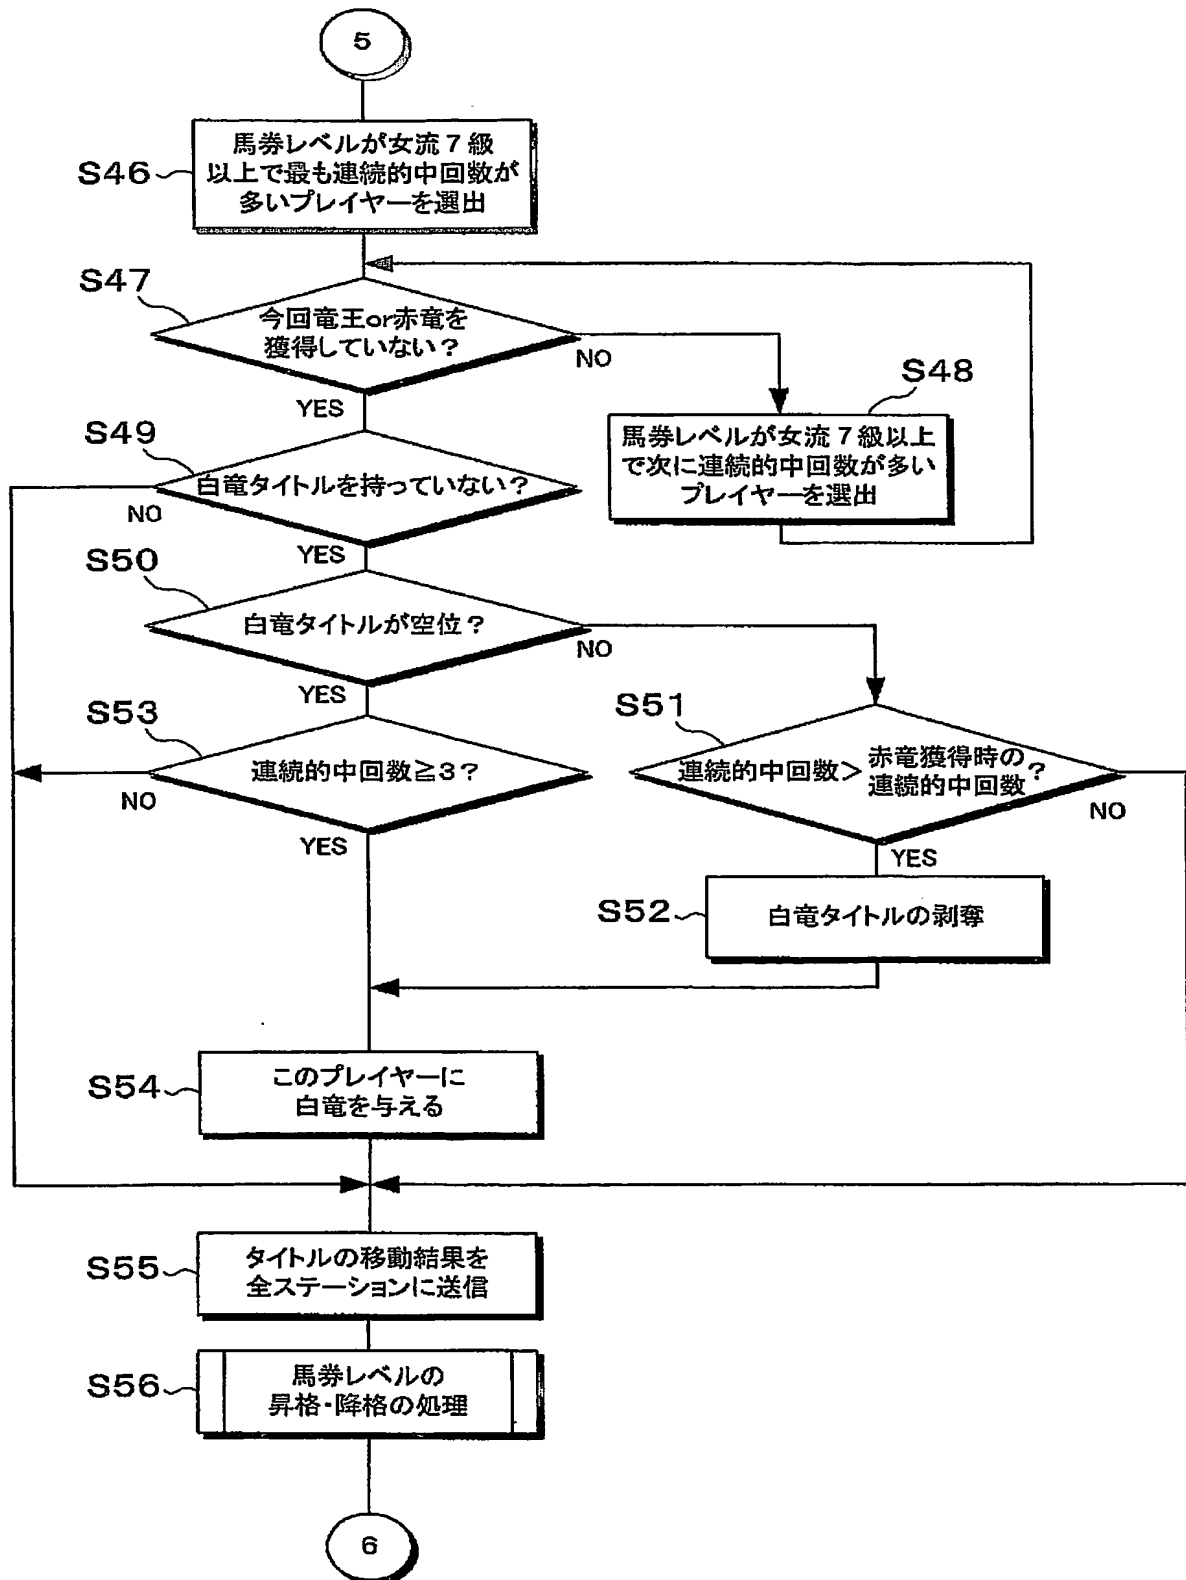 5
S46
馬券レベルが女流7級
以上で最も連続的中回数が
多いプレイヤーを選出
S47
今回竜王or赤竜を
獲得していない？
NO
YES
S48
馬券レベルが女流7級以上
で次に連続的中回数が多い
プレイヤーを選出
S49
白竜タイトルを持っていない？
NO
YES
S50
白竜タイトルが空位？
NO
YES
S51
連続的中回数＞赤竜獲得時の
連続的中回数？
NO
YES
S52
白竜タイトルの剥奪
S53
連続的中回数≧3？
NO
YES
S54
このプレイヤーに
白竜を与える
S55
タイトルの移動結果を
全ステーションに送信
S56
馬券レベルの
昇格・降格の処理
6